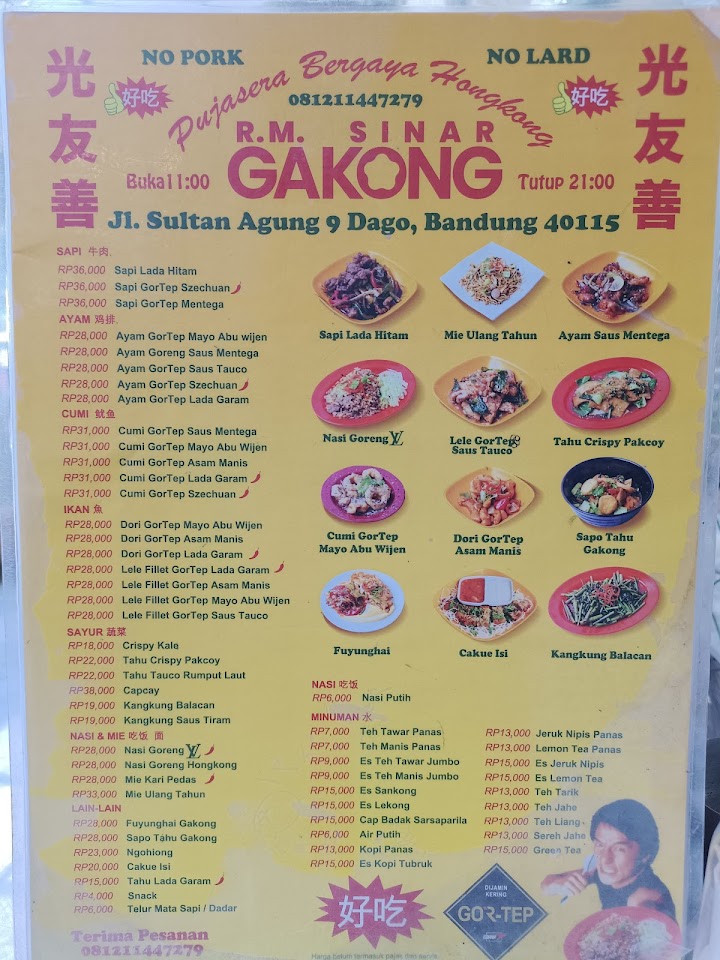 光友善
NO PORK
NO LARD
光友善
好吃
好吃
Pujasera Bergaya Hongkong
081211447279
R.M. SINAR
GAKONG
Buka11:00
Tutup 21:00
Jl. Sultan Agung 9 Dago, Bandung 40115
SAPI 牛肉.
RP36,000 Sapi Lada Hitam
RP36,000 Sapi GorTep Szechuan
RP36,000 Sapi GorTep Mentega
AYAM 鸡排.
RP28,000 Ayam GorTep Mayo Abu wijen
RP28,000 Ayam Goreng Saus Mentega
RP28,000 Ayam GorTep Saus Tauco
RP28,000 Ayam GorTep Szechuan
RP28,000 Ayam GorTep Lada Garam
CUMI 鱿鱼
RP31,000 Cumi GorTep Saus Mentega
RP31,000 Cumi GorTep Mayo Abu Wijen
RP31,000 Cumi GorTep Asam Manis
RP31,000 Cumi GorTep Lada Garam
RP31,000 Cumi GorTep Szechuan
IKAN 魚
RP28,000 Dori GorTep Mayo Abu Wijen
RP28,000 Dori GorTep Asam Manis
RP28,000 Dori GorTep Lada Garam
RP28,000 Lele Fillet GorTep Lada Garam
RP28,000 Lele Fillet GorTep Asam Manis
RP28,000 Lele Fillet GorTep Mayo Abu Wijen
RP28,000 Lele Fillet GorTep Saus Tauco
SAYUR 蔬菜
RP18,000 Crispy Kale
RP22,000 Tahu Crispy Pakcoy
RP22,000 Tahu Tauco Rumput Laut
RP38,000 Capcay
RP19,000 Kangkung Balacan
RP19,000 Kangkung Saus Tiram
NASI & MIE 吃饭 面
RP28,000 Nasi Goreng LV
RP28,000 Nasi Goreng Hongkong
RP28,000 Mie Kari Pedas
RP33,000 Mie Ulang Tahun
LAIN-LAIN
RP28,000 Fuyunghai Gakong
RP28,000 Sapo Tahu Gakong
RP23,000 Ngohiong
RP20,000 Cakue Isi
RP15,000 Tahu Lada Garam
RP4,000 Snack
RP6,000 Telur Mata Sapi / Dadar
Terima Pesanan
081211447279
Sapi Lada Hitam
Mie Ulang Tahun
Ayam Saus Mentega
Nasi Goreng LV
Lele GorTep
Saus Tauco
Tahu Crispy Pakcoy
Cumi GorTep
Mayo Abu Wijen
Dori GorTep
Asam Manis
Sapo Tahu
Gakong
Fuyunghai
Cakue Isi
Kangkung Balacan
NASI 吃饭
RP6,000 Nasi Putih
MINUMAN 水
RP7,000 Teh Tawar Panas
RP7,000 Teh Manis Panas
RP9,000 Es Teh Tawar Jumbo
RP9,000 Es Teh Manis Jumbo
RP15,000 Es Sankong
RP15,000 Es Lekong
RP15,000 Cap Badak Sarsaparila
RP6,000 Air Putih
RP13,000 Kopi Panas
RP15,000 Es Kopi Tubruk
RP13,000 Jeruk Nipis Panas
RP13,000 Lemon Tea Panas
RP15,000 Es Jeruk Nipis
RP15,000 Es Lemon Tea
RP13,000 Teh Tarik
RP13,000 Teh Jahe
RP13,000 Teh Liang
RP13,000 Sereh Jahe
RP15,000 Green Tea
好吃
DIJAMIN
KERING
GOR-TEP
Harga belum termasuk pajak dan servis